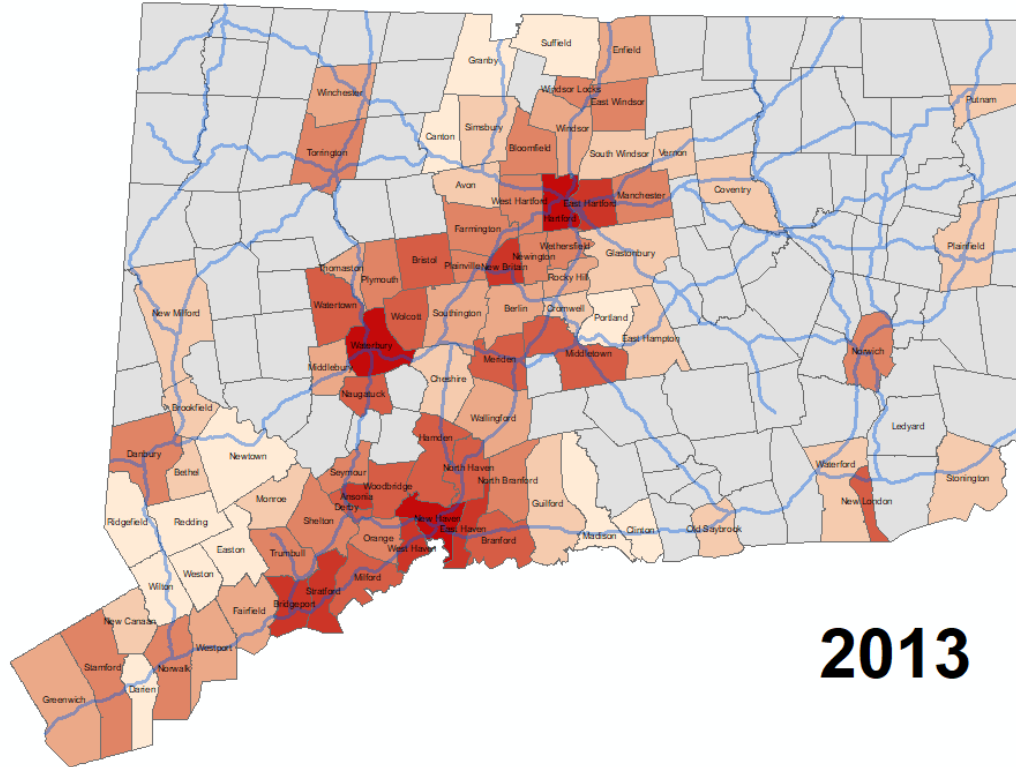 Suffield
Enfield
Granby
Winchester
Windsor Locks
East Windsor
Putnam
Canton
Simsbury
Windsor
Torrington
Bloomfield
South Windsor
Vernon
Avon
Coventry
West Hartford
East Hartford
Manchester
Hartford
Farmington
Wethersfield
Plainfield
Bristol
Newington
Glastonbury
Thomaston
Plainville
New Britain
Plymouth
Rocky Hill
Watertown
New Milford
Wolcott
Southington
Berlin
Cromwell
Portland
East Hampton
Waterbury
Middlebury
Meriden
Middletown
Norwich
Cheshire
Naugatuck
Brookfield
Wallingford
Hamden
Ledyard
Danbury
Newtown
Bethel
Seymour
North Haven
Waterford
Woodbridge
North Branford
Stonington
Monroe
Ansonia
Derby
Guilford
New London
Ridgefield
Redding
Shelton
New Haven
East Haven
Old Saybrook
Clinton
Madison
Orange
Branford
Easton
Trumbull
West Haven
Weston
Milford
Wilton
Stratford
Bridgeport
Fairfield
New Canaan
Westport
Stamford
Norwalk
Darien
Greenwich
2013